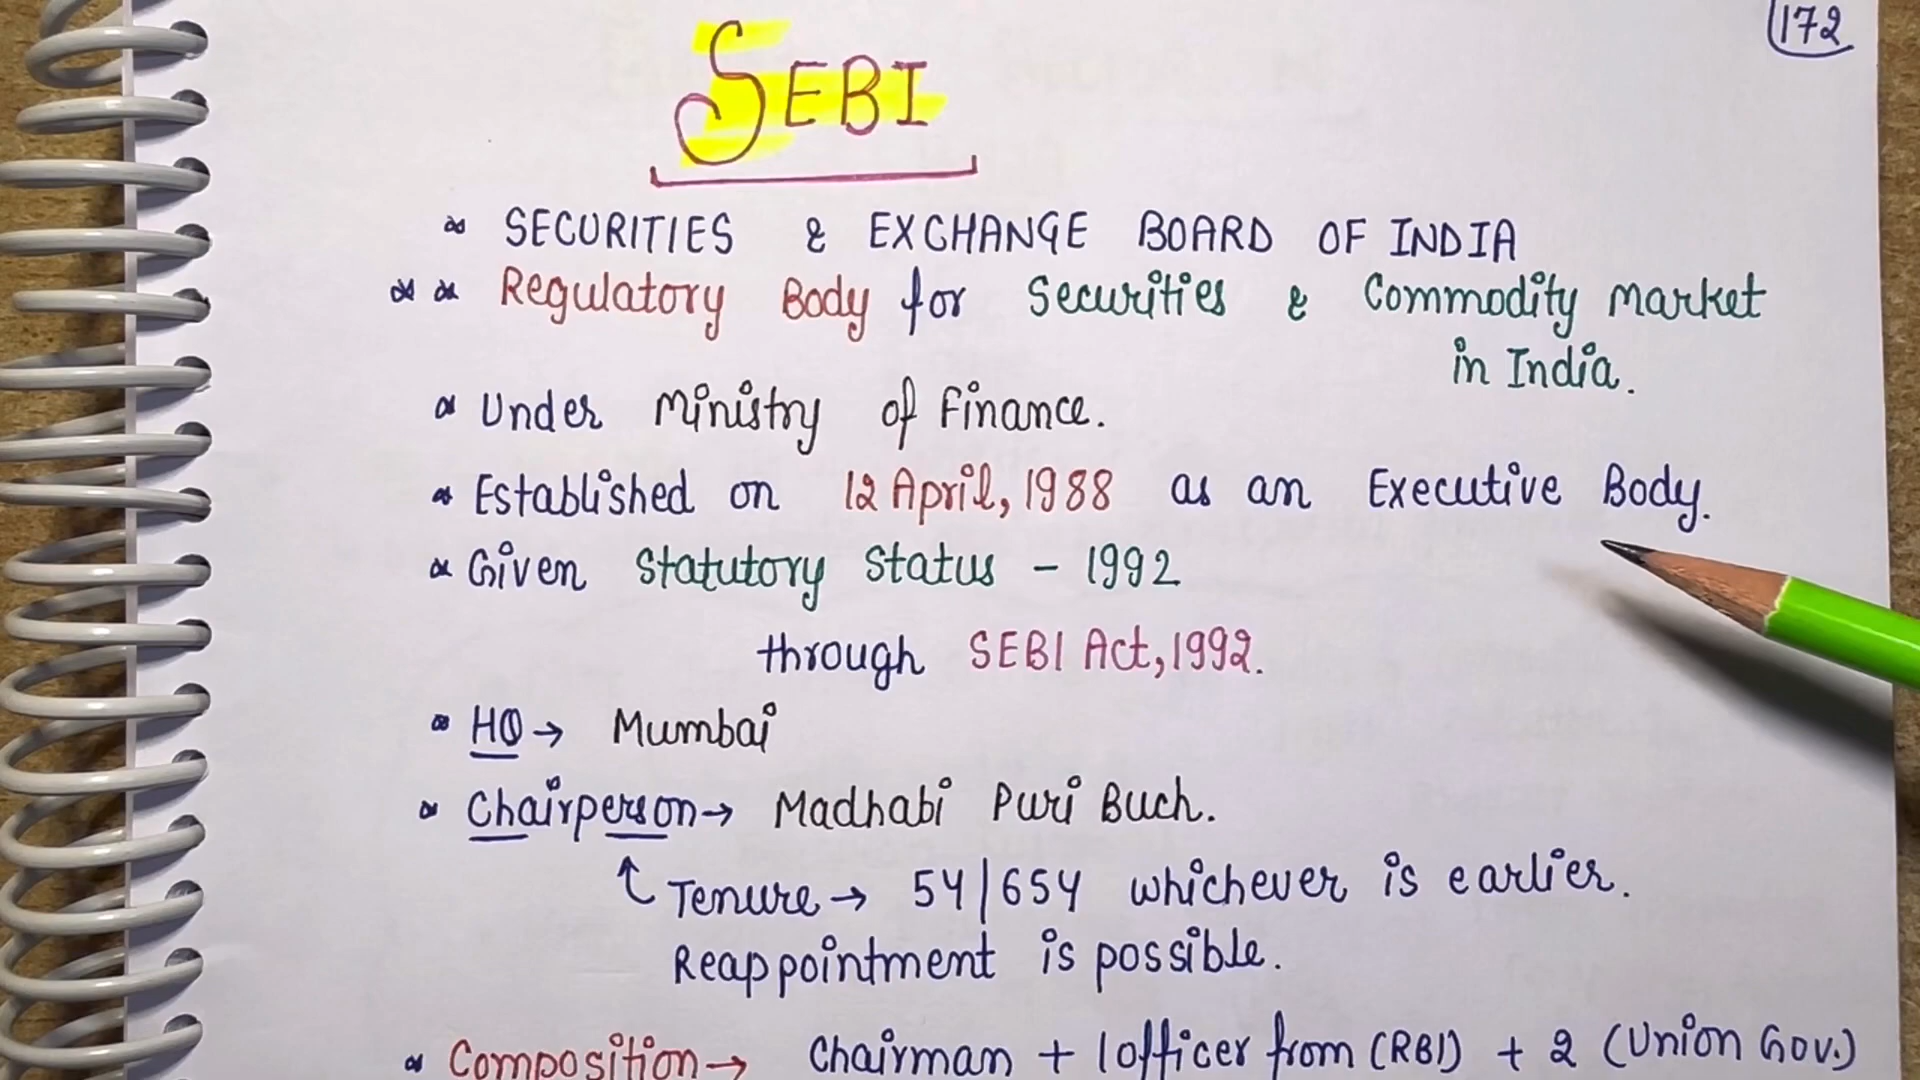 172
SEBI
SECURITIES & EXCHANGE BOARD OF INDIA
Regulatory Body for Securities & Commodity Market
in India.
Under Ministry of Finance.
Established on 12 April, 1988 as an Executive Body.
Given Statutory Status - 1992
through SEBI Act, 1992.
HQ → Mumbai
Chairperson → Madhabi Puri Buch.
↑ Tenure → 5Y/65Y whichever is earlier.
Reappointment is possible.
Composition → Chairman + 1officer from (RBI) + 2 (Union Gov.)